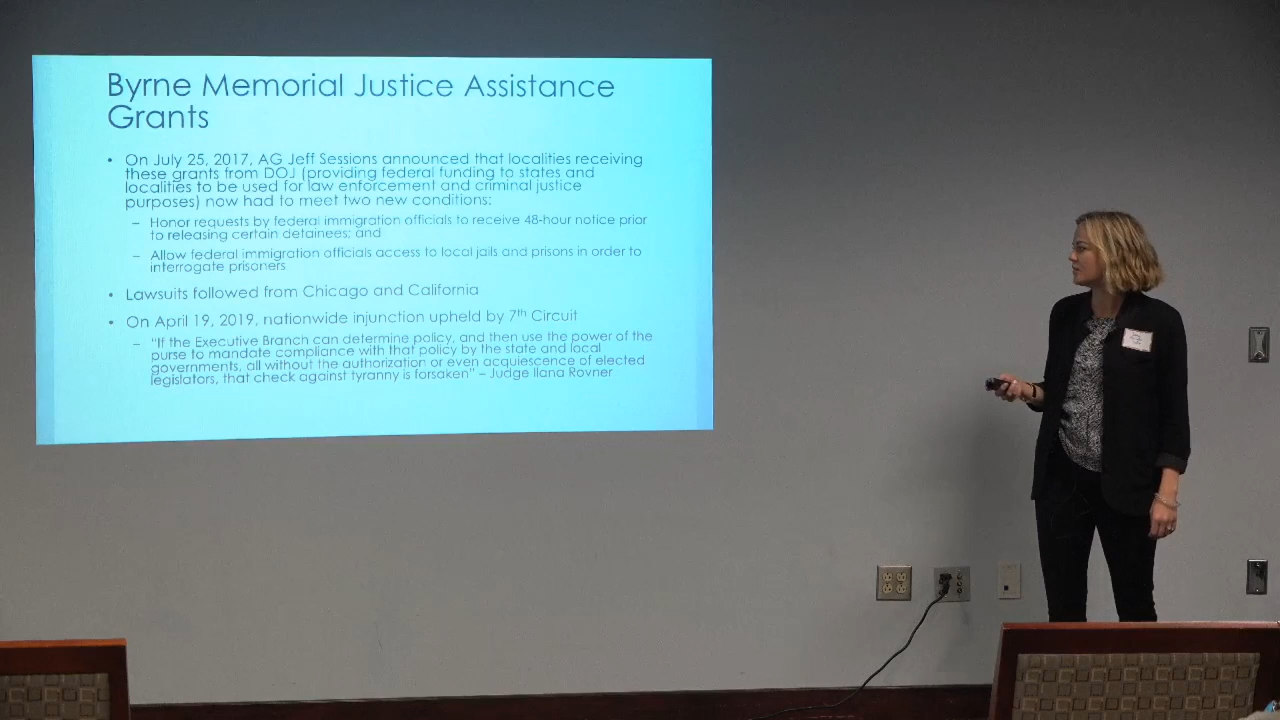 Byrne Memorial Justice Assistance
Grants
• On July 25, 2017, AG Jeff Sessions announced that localities receiving
these grants from DOJ (providing federal funding to states and
localities to be used for law enforcement and criminal justice
purposes) now had to meet two new conditions:
– Honor requests by federal immigration officials to receive 48-hour notice prior
to releasing certain detainees; and
– Allow federal immigration officials access to local jails and prisons in order to
interrogate prisoners
• Lawsuits followed from Chicago and California
• On April 19, 2019, nationwide injunction upheld by 7th Circuit
– "If the Executive Branch can determine policy, and then use the power of the
purse to mandate compliance with that policy by the state and local
governments, all without the authorization or even acquiescence of elected
legislators, that check against tyranny is forsaken" – Judge Ilana Rovner